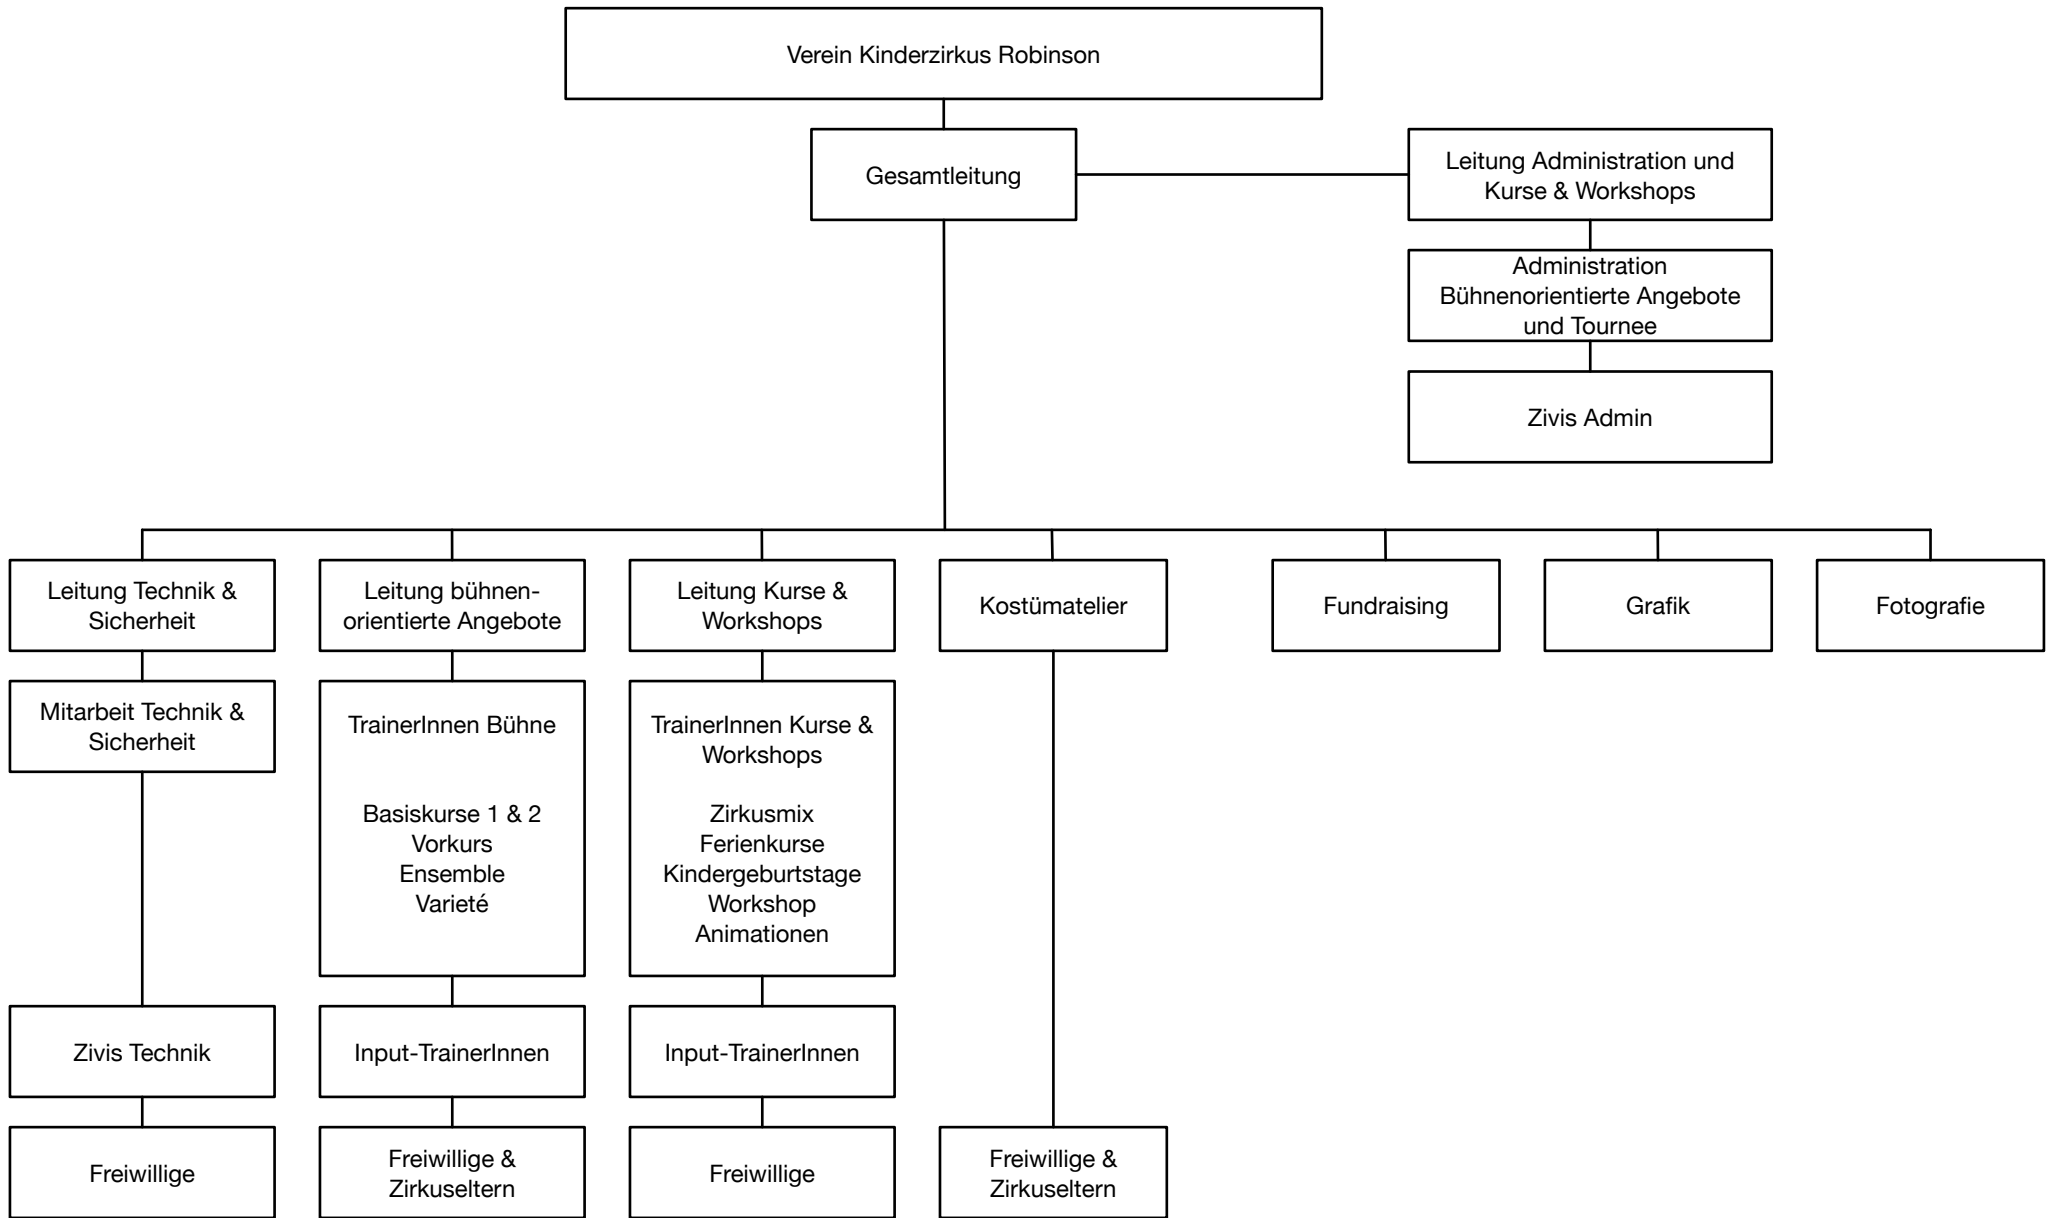 Verein Kinderzirkus Robinson
Gesamtleitung
Leitung Administration und
Kurse & Workshops
Administration
Bühnenorientierte Angebote
und Tournee
Zivis Admin
Leitung Technik &
Sicherheit
Leitung bühnen-
orientierte Angebote
Leitung Kurse &
Workshops
Kostümatelier
Fundraising
Grafik
Fotografie
Mitarbeit Technik &
Sicherheit
TrainerInnen Bühne
Basiskurse 1 & 2
Vorkurs
Ensemble
Varieté
TrainerInnen Kurse &
Workshops
Zirkusmix
Ferienkurse
Kindergeburtstage
Workshop
Animationen
Zivis Technik
Input-TrainerInnen
Input-TrainerInnen
Freiwillige
Freiwillige &
Zirkuseltern
Freiwillige
Freiwillige &
Zirkuseltern